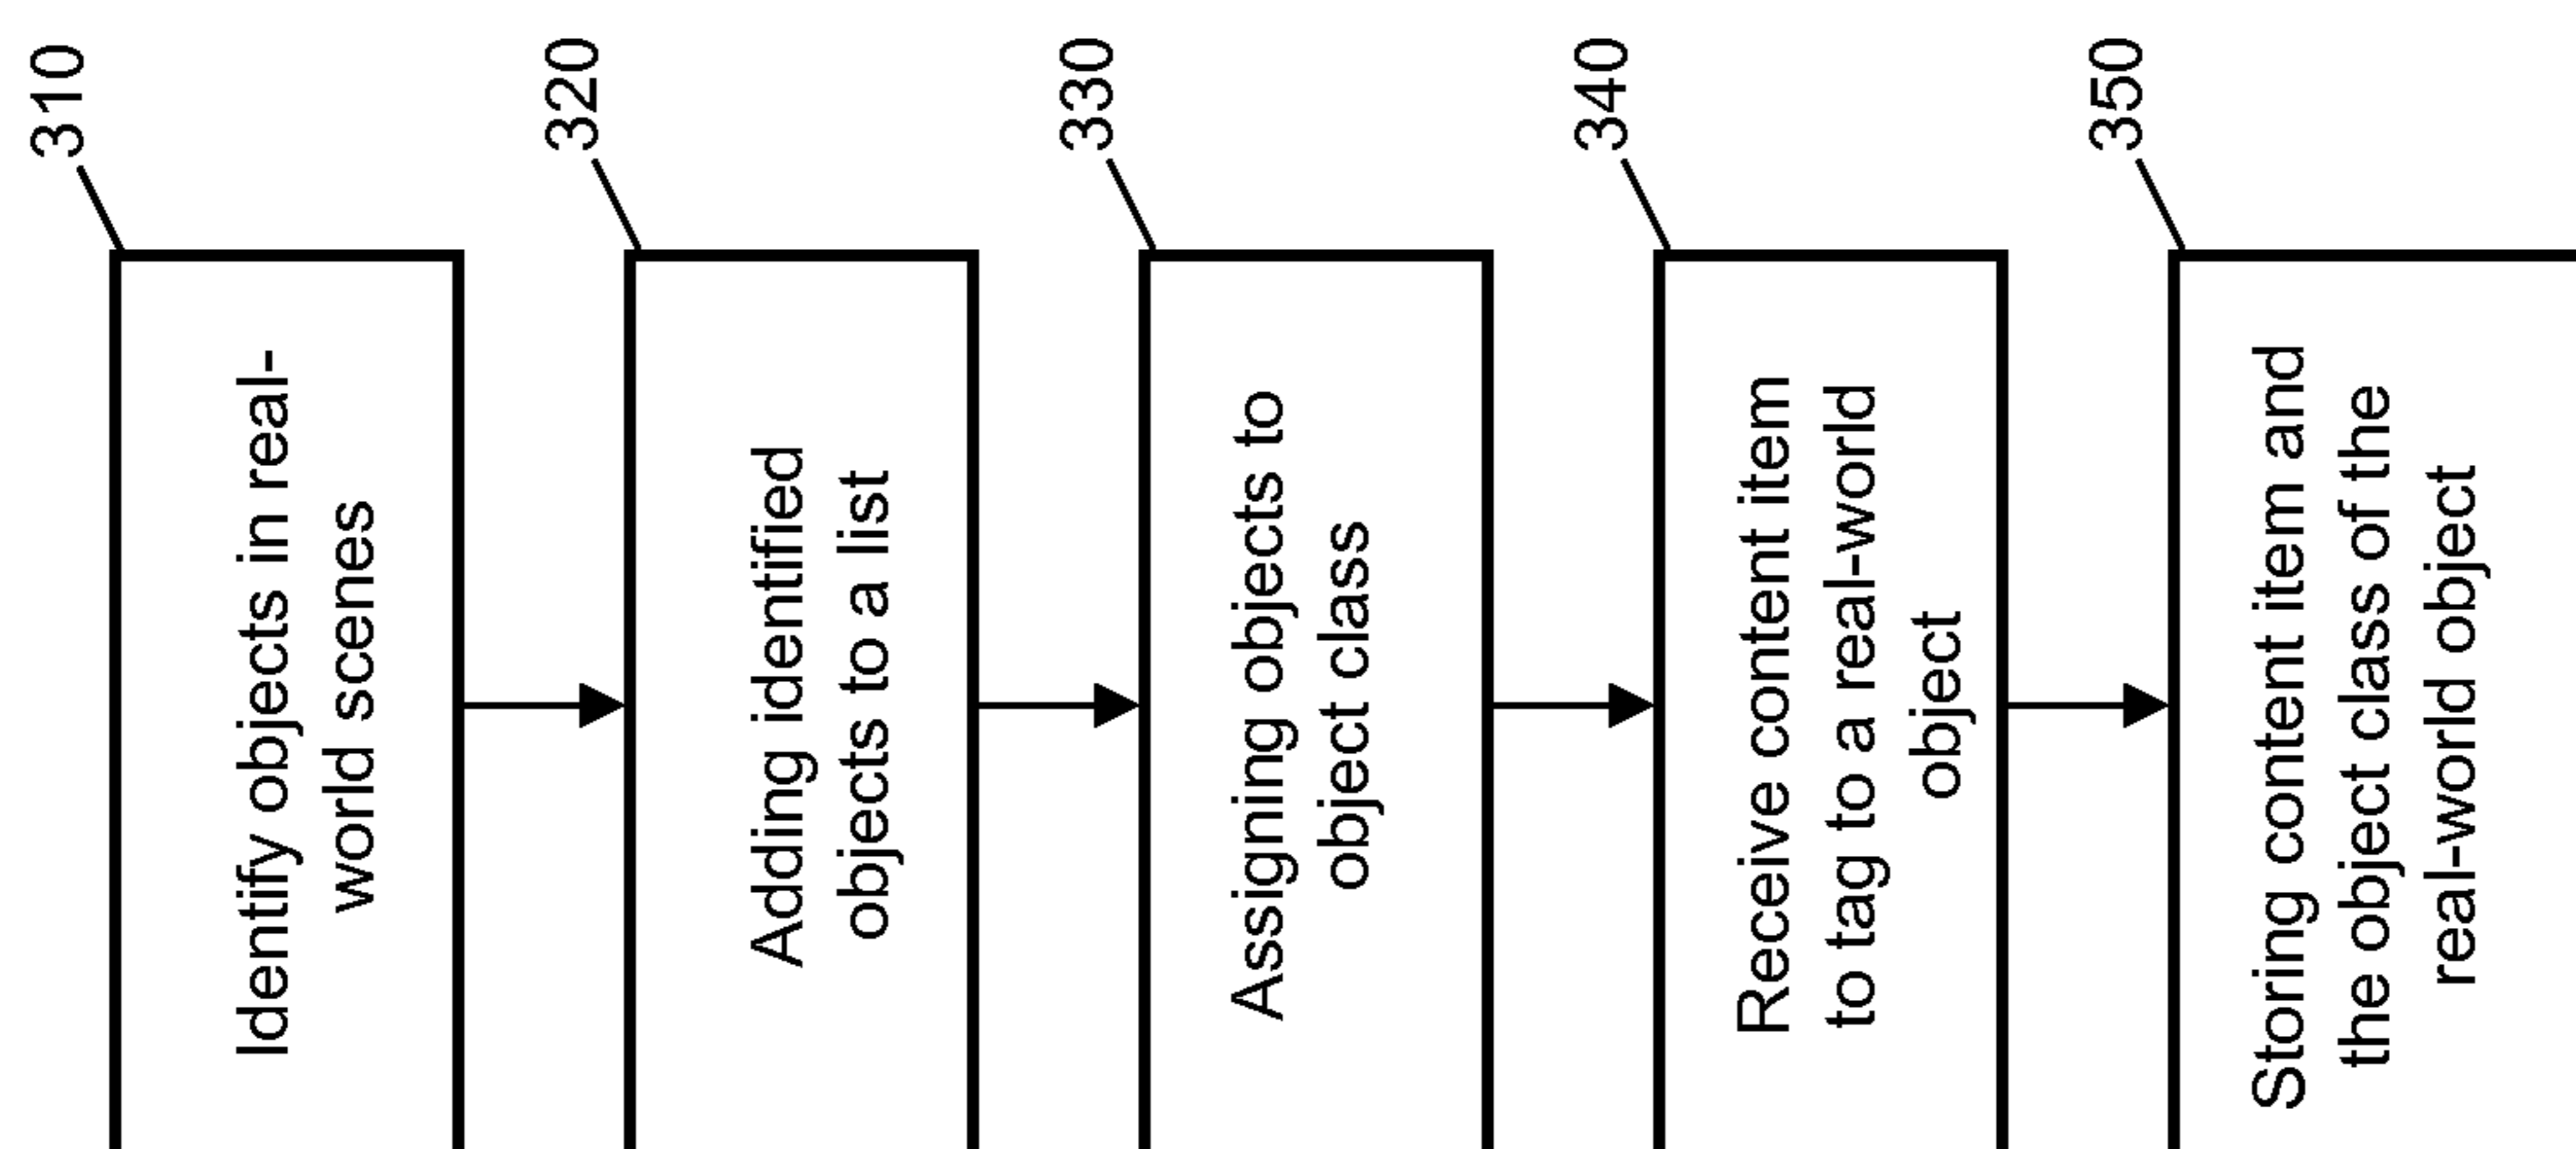 310
Identify objects in real-
world scenes
320
Adding identified
objects to a list
330
Assigning objects to
object class
340
Receive content item
to tag to a real-world
object
350
Storing content item and
the object class of the
real-world object